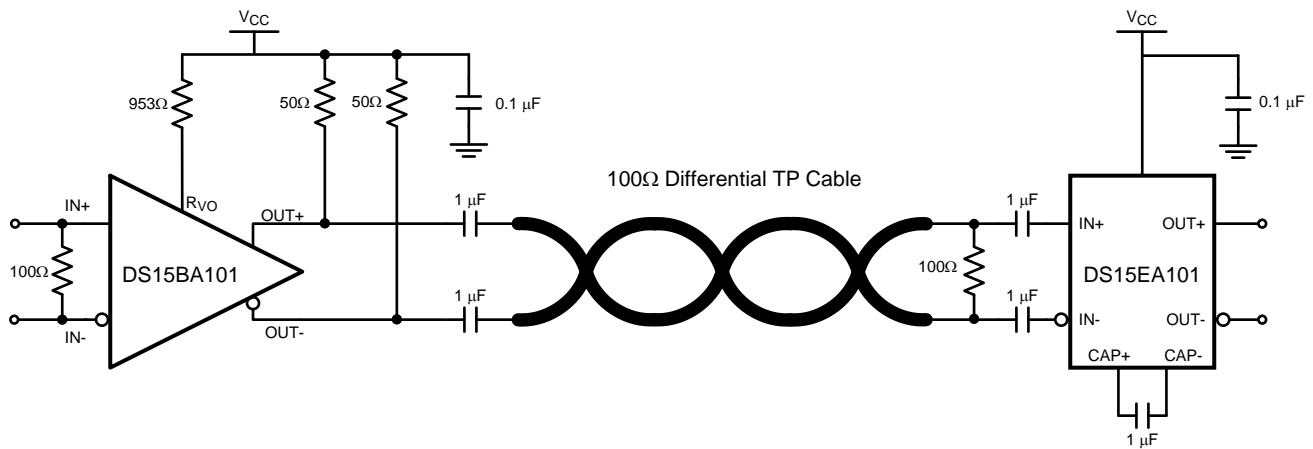 VCC
953Ω
50Ω
50Ω
0.1 µF
IN+
RVO
OUT+
100Ω
DS15BA101
IN-
OUT-
1 µF
1 µF
100Ω Differential TP Cable
100Ω
1 µF
1 µF
VCC
0.1 µF
IN+
OUT+
DS15EA101
IN-
OUT-
CAP+
CAP-
1 µF